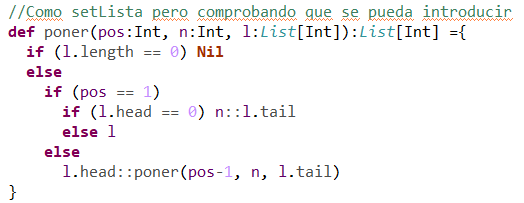 //Como setLista pero comprobando que se pueda introducir
def poner(pos:Int, n:Int, l:List[Int]):List[Int] ={
  if (l.length == 0) Nil
  else
    if (pos == 1)
      if (l.head == 0) n::l.tail
      else l
    else
      l.head::poner(pos-1, n, l.tail)
}